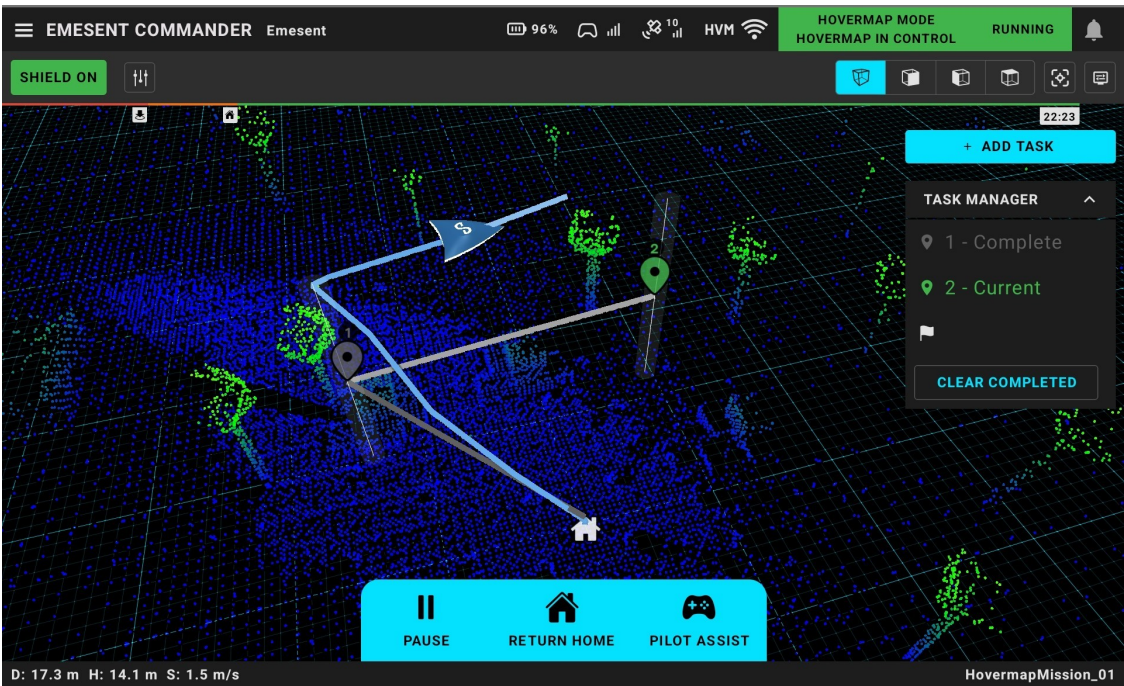 EMESENT COMMANDER Emesent
96%
10
HVM
HOVERMAP MODE
HOVERMAP IN CONTROL
RUNNING
SHIELD ON
22:23
+ ADD TASK
TASK MANAGER
1 - Complete
2 - Current
CLEAR COMPLETED
S
2
1
PAUSE
RETURN HOME
PILOT ASSIST
D: 17.3 m H: 14.1 m S: 1.5 m/s
HovermapMission_01